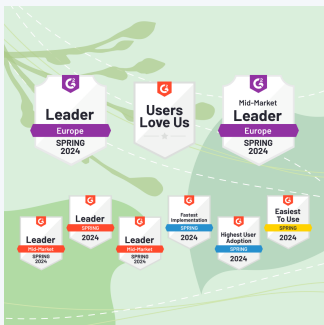 Leader
Europe
SPRING
2024
Users
Love Us
Mid-Market
Leader
Europe
SPRING
2024
Leader
Mid-Market
SPRING
2024
Leader
SPRING
2024
Leader
Mid-Market
SPRING
2024
Fastest
Implementation
SPRING
2024
Highest User
Adoption
SPRING
2024
Easiest
To Use
SPRING
2024